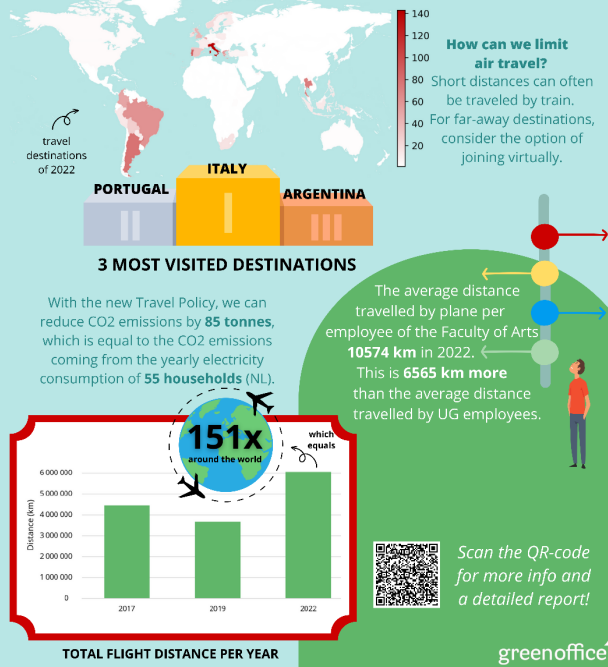 140
120
100
80
60
40
20
How can we limit
air travel?
Short distances can often
be traveled by train.
For far-away destinations,
consider the option of
joining virtually.
travel
destinations
of 2022
ITALY
PORTUGAL
ARGENTINA
II
I
III
3 MOST VISITED DESTINATIONS
With the new Travel Policy, we can
reduce CO2 emissions by 85 tonnes,
which is equal to the CO2 emissions
coming from the yearly electricity
consumption of 55 households (NL).
The average distance
travelled by plane per
employee of the Faculty of Arts
10574 km in 2022.
This is 6565 km more
than the average distance
travelled by UG employees.
151x
around the world
which
equals
Distance (km)
6 000 000
5 000 000
4 000 000
3 000 000
2 000 000
1 000 000
0
2017
2019
2022
TOTAL FLIGHT DISTANCE PER YEAR
Scan the QR-code
for more info and
a detailed report!
greenoffice